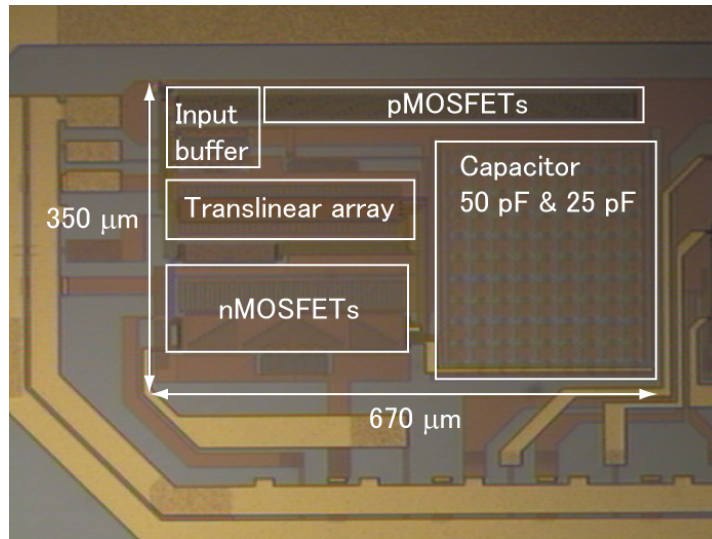 Input
buffer
pMOSFETs
Capacitor
50 pF & 25 pF
Translinear array
350 μm
nMOSFETs
670 μm